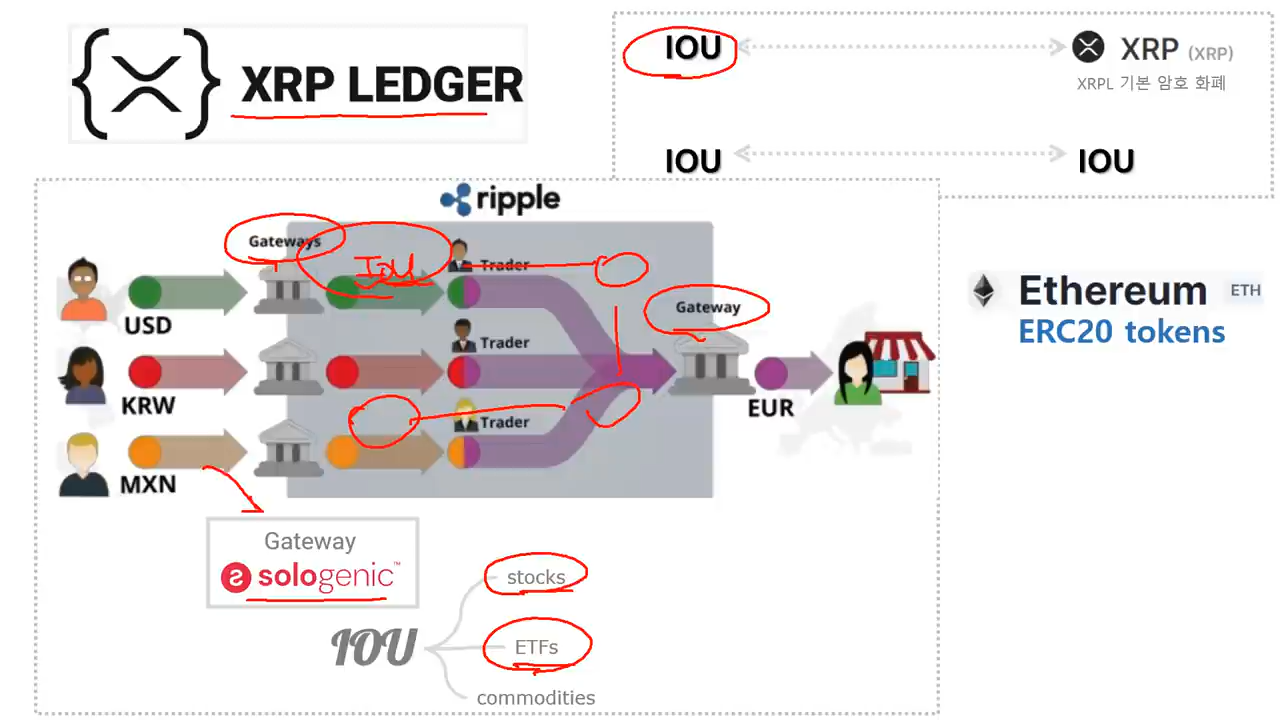 XRP LEDGER
IOU XRP (XRP)
XRPL 기본 암호 화폐
IOU IOU
ripple
Gateways
IOU
Trader
USD
Gateway
Trader
KRW
EUR
Trader
MXN
Ethereum ETH
ERC20 tokens
Gateway
sologenic™
IOU
stocks
ETFs
commodities